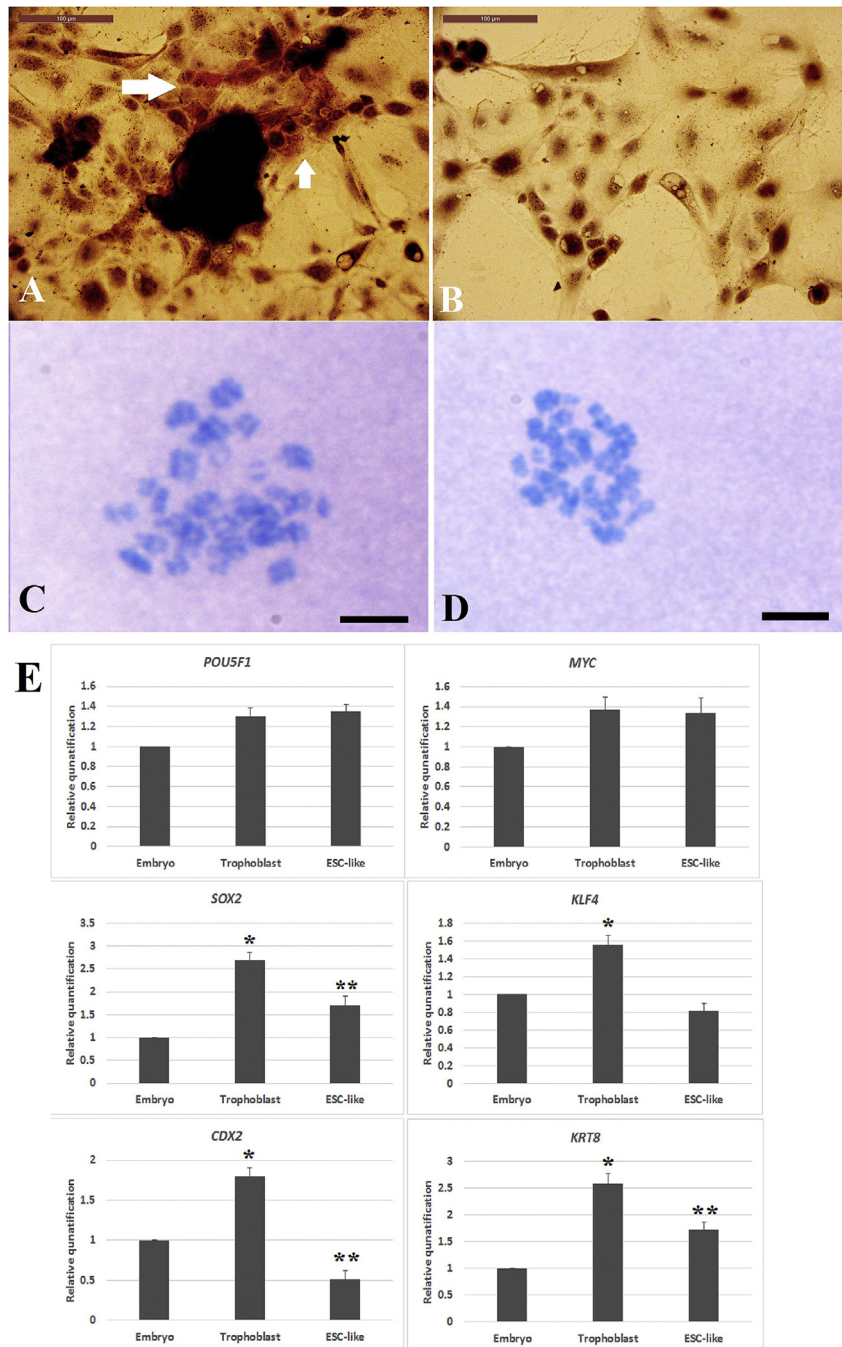 100 µm
100 µm
A
B
C
D
E
POU5F1
Relative qunatification
1.6
1.4
1.2
1
0.8
0.6
0.4
0.2
0
Embryo Trophoblast ESC-like
MYC
Relative qunatification
1.6
1.4
1.2
1
0.8
0.6
0.4
0.2
0
Embryo Trophoblast ESC-like
SOX2
Relative quantification
3.5
3
2.5
2
1.5
1
0.5
0
*
**
Embryo Trophoblast ESC-like
KLF4
Relative qunatification
1.8
1.6
1.4
1.2
1
0.8
0.6
0.4
0.2
0
*
Embryo Trophoblast ESC-like
CDX2
Relative qunatification
2
1.5
1
0.5
0
*
**
Embryo Trophoblast ESC-like
KRT8
Relative qunatification
3
2.5
2
1.5
1
0.5
0
*
**
Embryo Trophoblast ESC-like